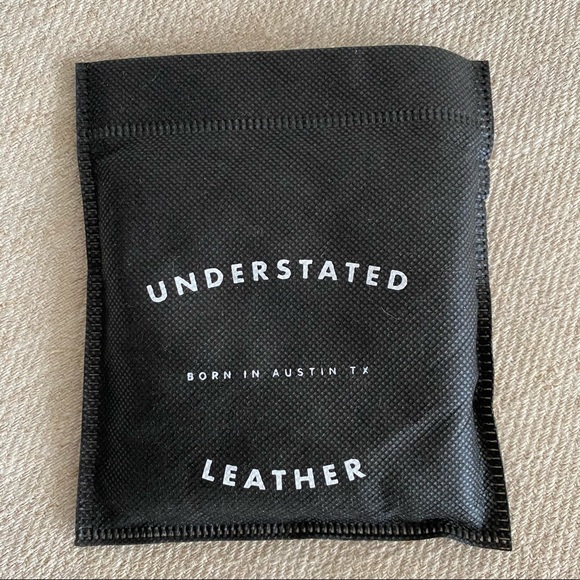 UNDERSTATED
BORN IN AUSTIN TX
LEATHER